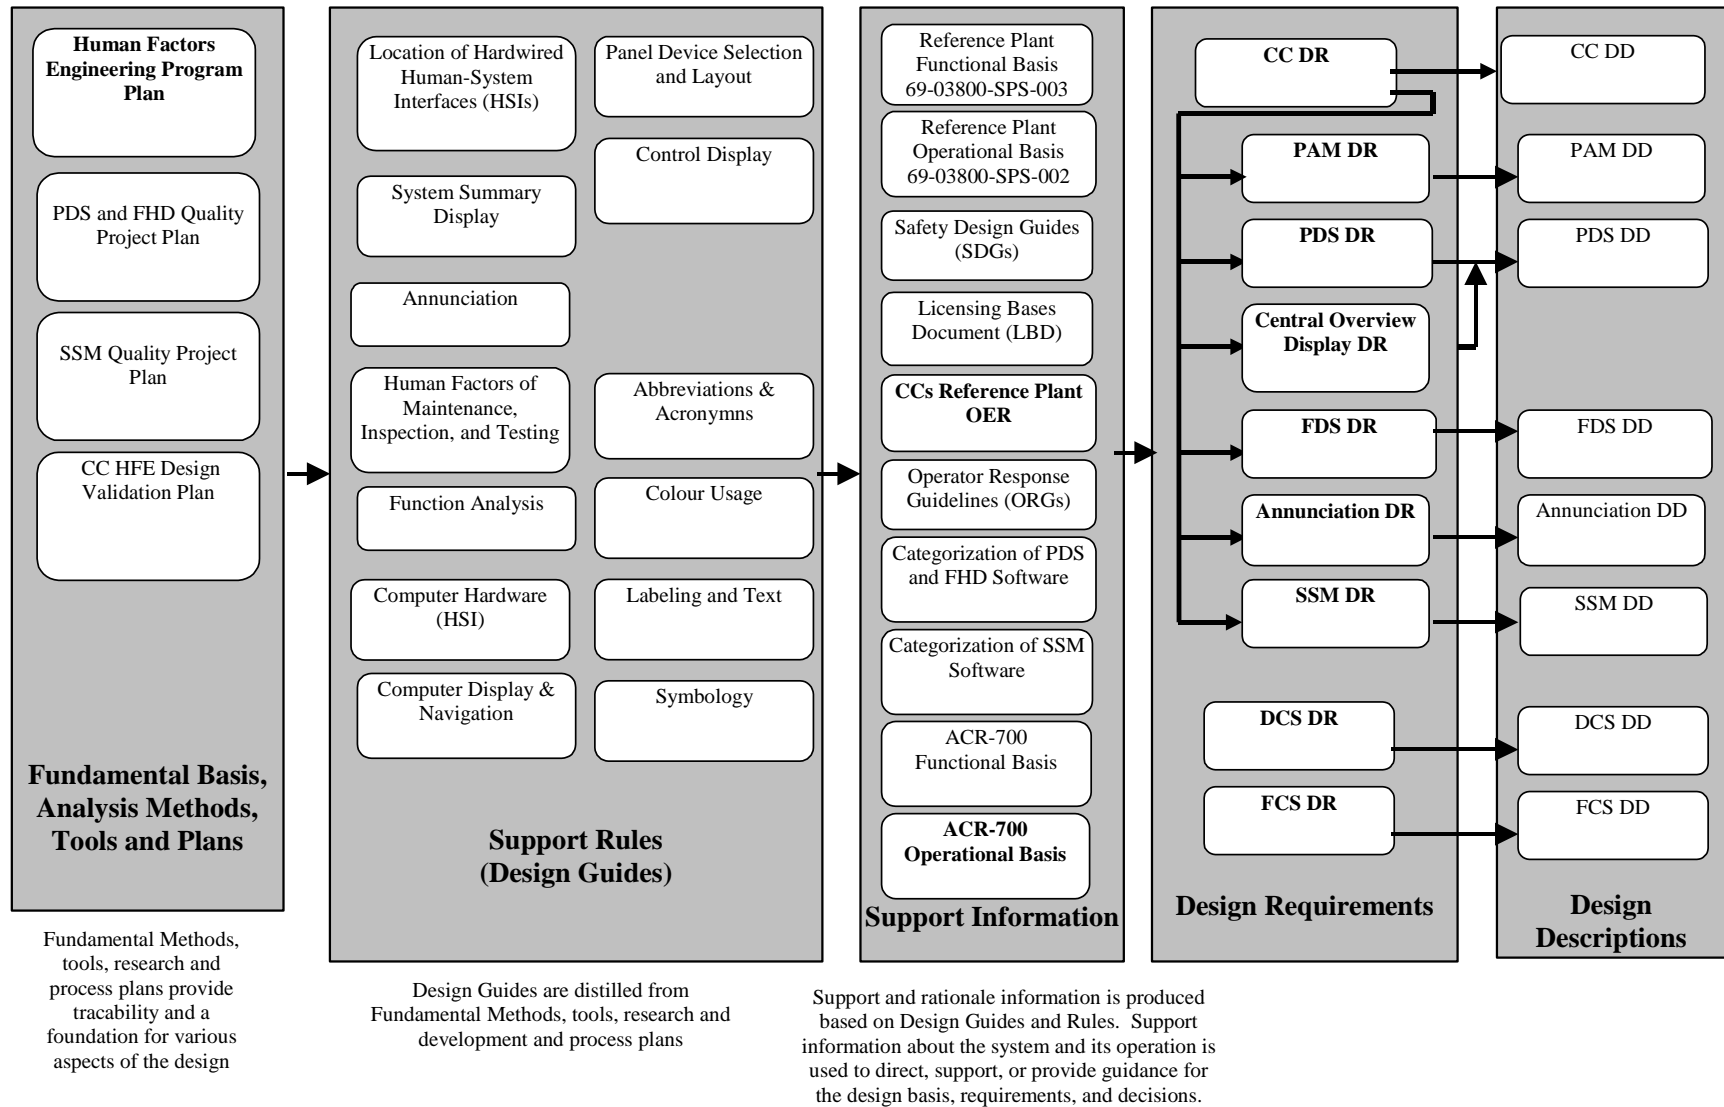 Human Factors
Engineering Program
Plan
PDS and FHD Quality
Project Plan
SSM Quality Project
Plan
CC HFE Design
Validation Plan
Fundamental Basis,
Analysis Methods,
Tools and Plans
Fundamental Methods,
tools, research and
process plans provide
tracability and a
foundation for various
aspects of the design
Location of Hardwired
Human-System
Interfaces (HSIs)
System Summary
Display
Annunciation
Human Factors of
Maintenance,
Inspection, and Testing
Function Analysis
Computer Hardware
(HSI)
Computer Display &
Navigation
Panel Device Selection
and Layout
Control Display
Abbreviations &
Acronymns
Colour Usage
Labeling and Text
Symbology
Support Rules
(Design Guides)
Design Guides are distilled from
Fundamental Methods, tools, research and
development and process plans
Reference Plant
Functional Basis
69-03800-SPS-003
Reference Plant
Operational Basis
69-03800-SPS-002
Safety Design Guides
(SDGs)
Licensing Bases
Document (LBD)
CCs Reference Plant
OER
Operator Response
Guidelines (ORGs)
Categorization of PDS
and FHD Software
Categorization of SSM
Software
ACR-700
Functional Basis
ACR-700
Operational Basis
Support Information
Support and rationale information is produced
based on Design Guides and Rules.  Support
information about the system and its operation is
used to direct, support, or provide guidance for
the design basis, requirements, and decisions.
CC DR
PAM DR
PDS DR
Central Overview
Display DR
FDS DR
Annunciation DR
SSM DR
DCS DR
FCS DR
Design Requirements
CC DD
PAM DD
PDS DD
FDS DD
Annunciation DD
SSM DD
DCS DD
FCS DD
Design
Descriptions